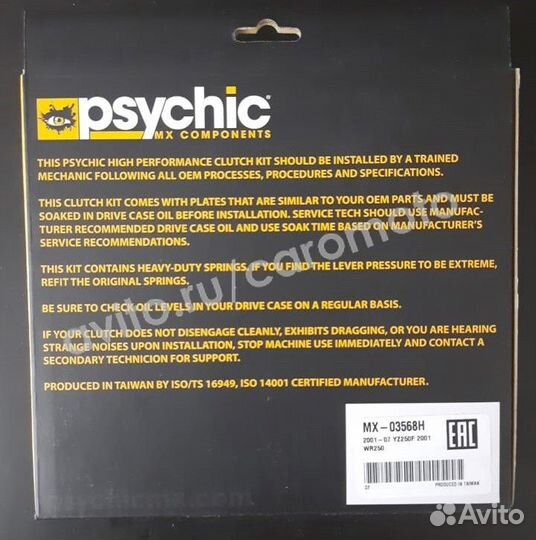 psychic®
MX COMPONENTS
THIS PSYCHIC HIGH PERFORMANCE CLUTCH KIT SHOULD BE INSTALLED BY A TRAINED
MECHANIC FOLLOWING ALL OEM PROCESSES, PROCEDURES AND SPECIFICATIONS.
THIS CLUTCH KIT COMES WITH PLATES THAT ARE SIMILAR TO YOUR OEM PARTS AND MUST BE
SOAKED IN DRIVE CASE OIL BEFORE INSTALLATION. SERVICE TECH SHOULD USE MANUFAC-
TURER RECOMMENDED DRIVE CASE OIL AND USE SOAK TIME BASED ON MANUFACTURER'S
SERVICE RECOMMENDATIONS.
THIS KIT CONTAINS HEAVY-DUTY SPRINGS. IF YOU FIND THE LEVER PRESSURE TO BE EXTREME,
REFIT THE ORIGINAL SPRINGS.
BE SURE TO CHECK OIL LEVELS IN YOUR DRIVE CASE ON A REGULAR BASIS.
IF YOUR CLUTCH DOES NOT DISENGAGE CLEANLY, EXHIBITS DRAGGING, OR YOU ARE HEARING
STRANGE NOISES UPON INSTALLATION, STOP MACHINE USE IMMEDIATELY AND CONTACT A
SECONDARY TECHNICION FOR SUPPORT.
PRODUCED IN TAIWAN BY ISO/TS 16949, ISO 14001 CERTIFIED MANUFACTURER.
avito.ru/caromoto
MX-03568H
2001-07 YZ250F 2001
WR250
EAC
PRODUCED IN TAIWAN
psychicmx.com
Avito